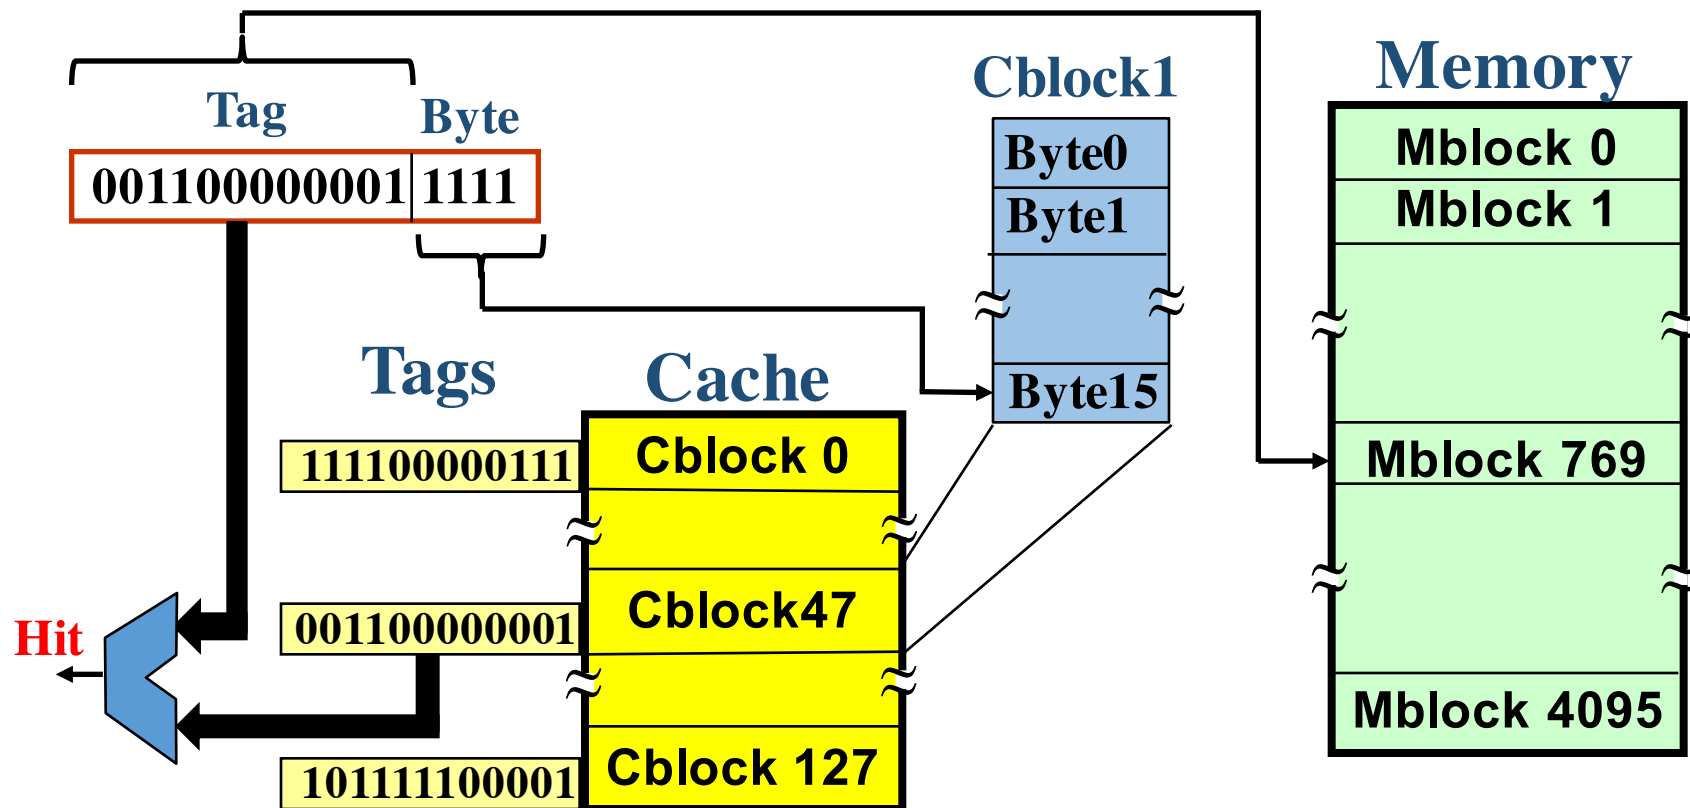 Tag
Byte
001100000001 1111
Cblock1
Byte0
Byte1
Byte15
Memory
Mblock 0
Mblock 1
Mblock 769
Mblock 4095
Tags
Cache
111100000111
Cblock 0
001100000001
Cblock47
101111100001
Cblock 127
Hit